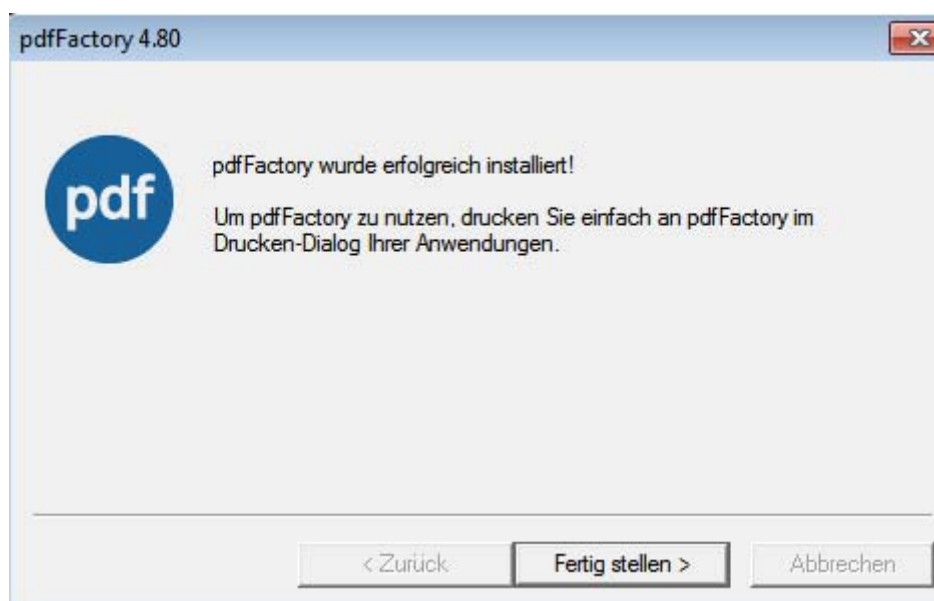 pdfFactory 4.80
pdf
pdfFactory wurde erfolgreich installiert!
Um pdfFactory zu nutzen, drucken Sie einfach an pdfFactory im
Drucken-Dialog Ihrer Anwendungen.
< Zurück
Fertig stellen >
Abbrechen